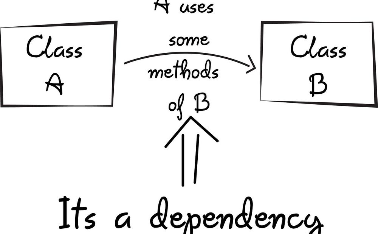 A uses
Class
A
some
methods
of B
Class
B
Its a dependency